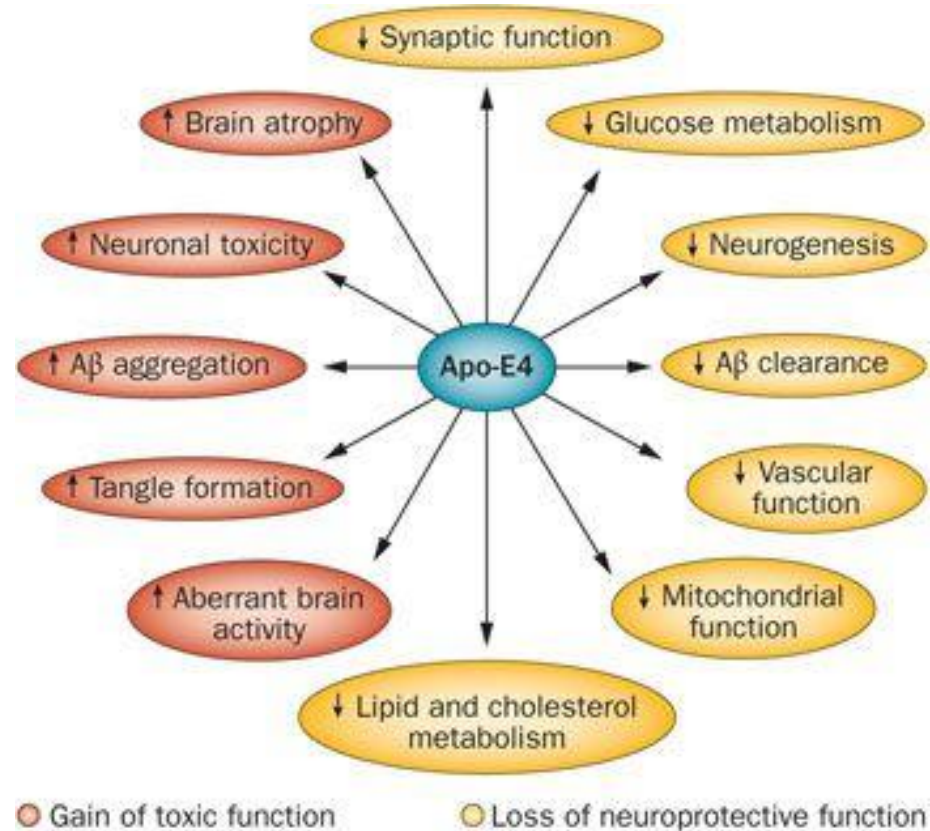 ↓ Synaptic function
↑ Brain atrophy
↓ Glucose metabolism
↑ Neuronal toxicity
↓ Neurogenesis
↑ Aβ aggregation
Apo-E4
↓ Aβ clearance
↑ Tangle formation
↓ Vascular
function
↑ Aberrant brain
activity
↓ Mitochondrial
function
↓ Lipid and cholesterol
metabolism
Gain of toxic function
Loss of neuroprotective function